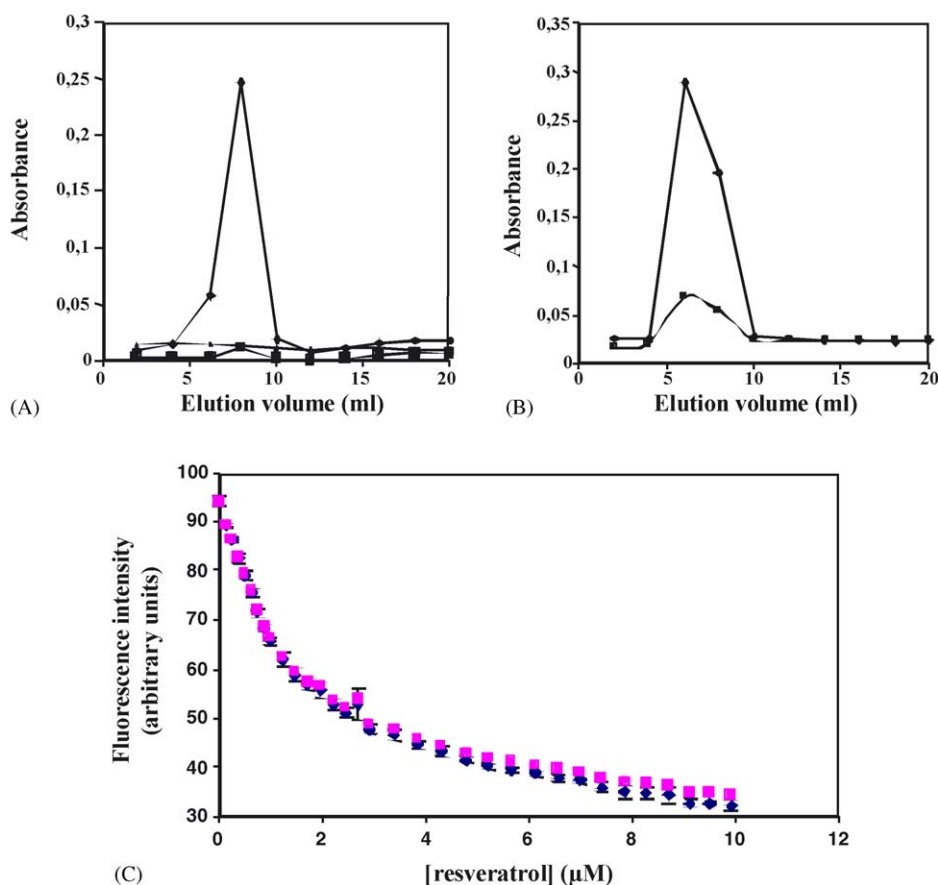 0,3
0,25
0,2
0,15
0,1
0,05
0
Absorbance
0 5 10 15 20
Elution volume (ml)
(A)
0,35
0,3
0,25
0,2
0,15
0,1
0,05
0
Absorbance
0 5 10 15 20
Elution volume (ml)
(B)
100
90
80
70
60
50
40
30
Fluorescence intensity
(arbitrary units)
0 2 4 6 8 10 12
[resveratrol] (µM)
(C)